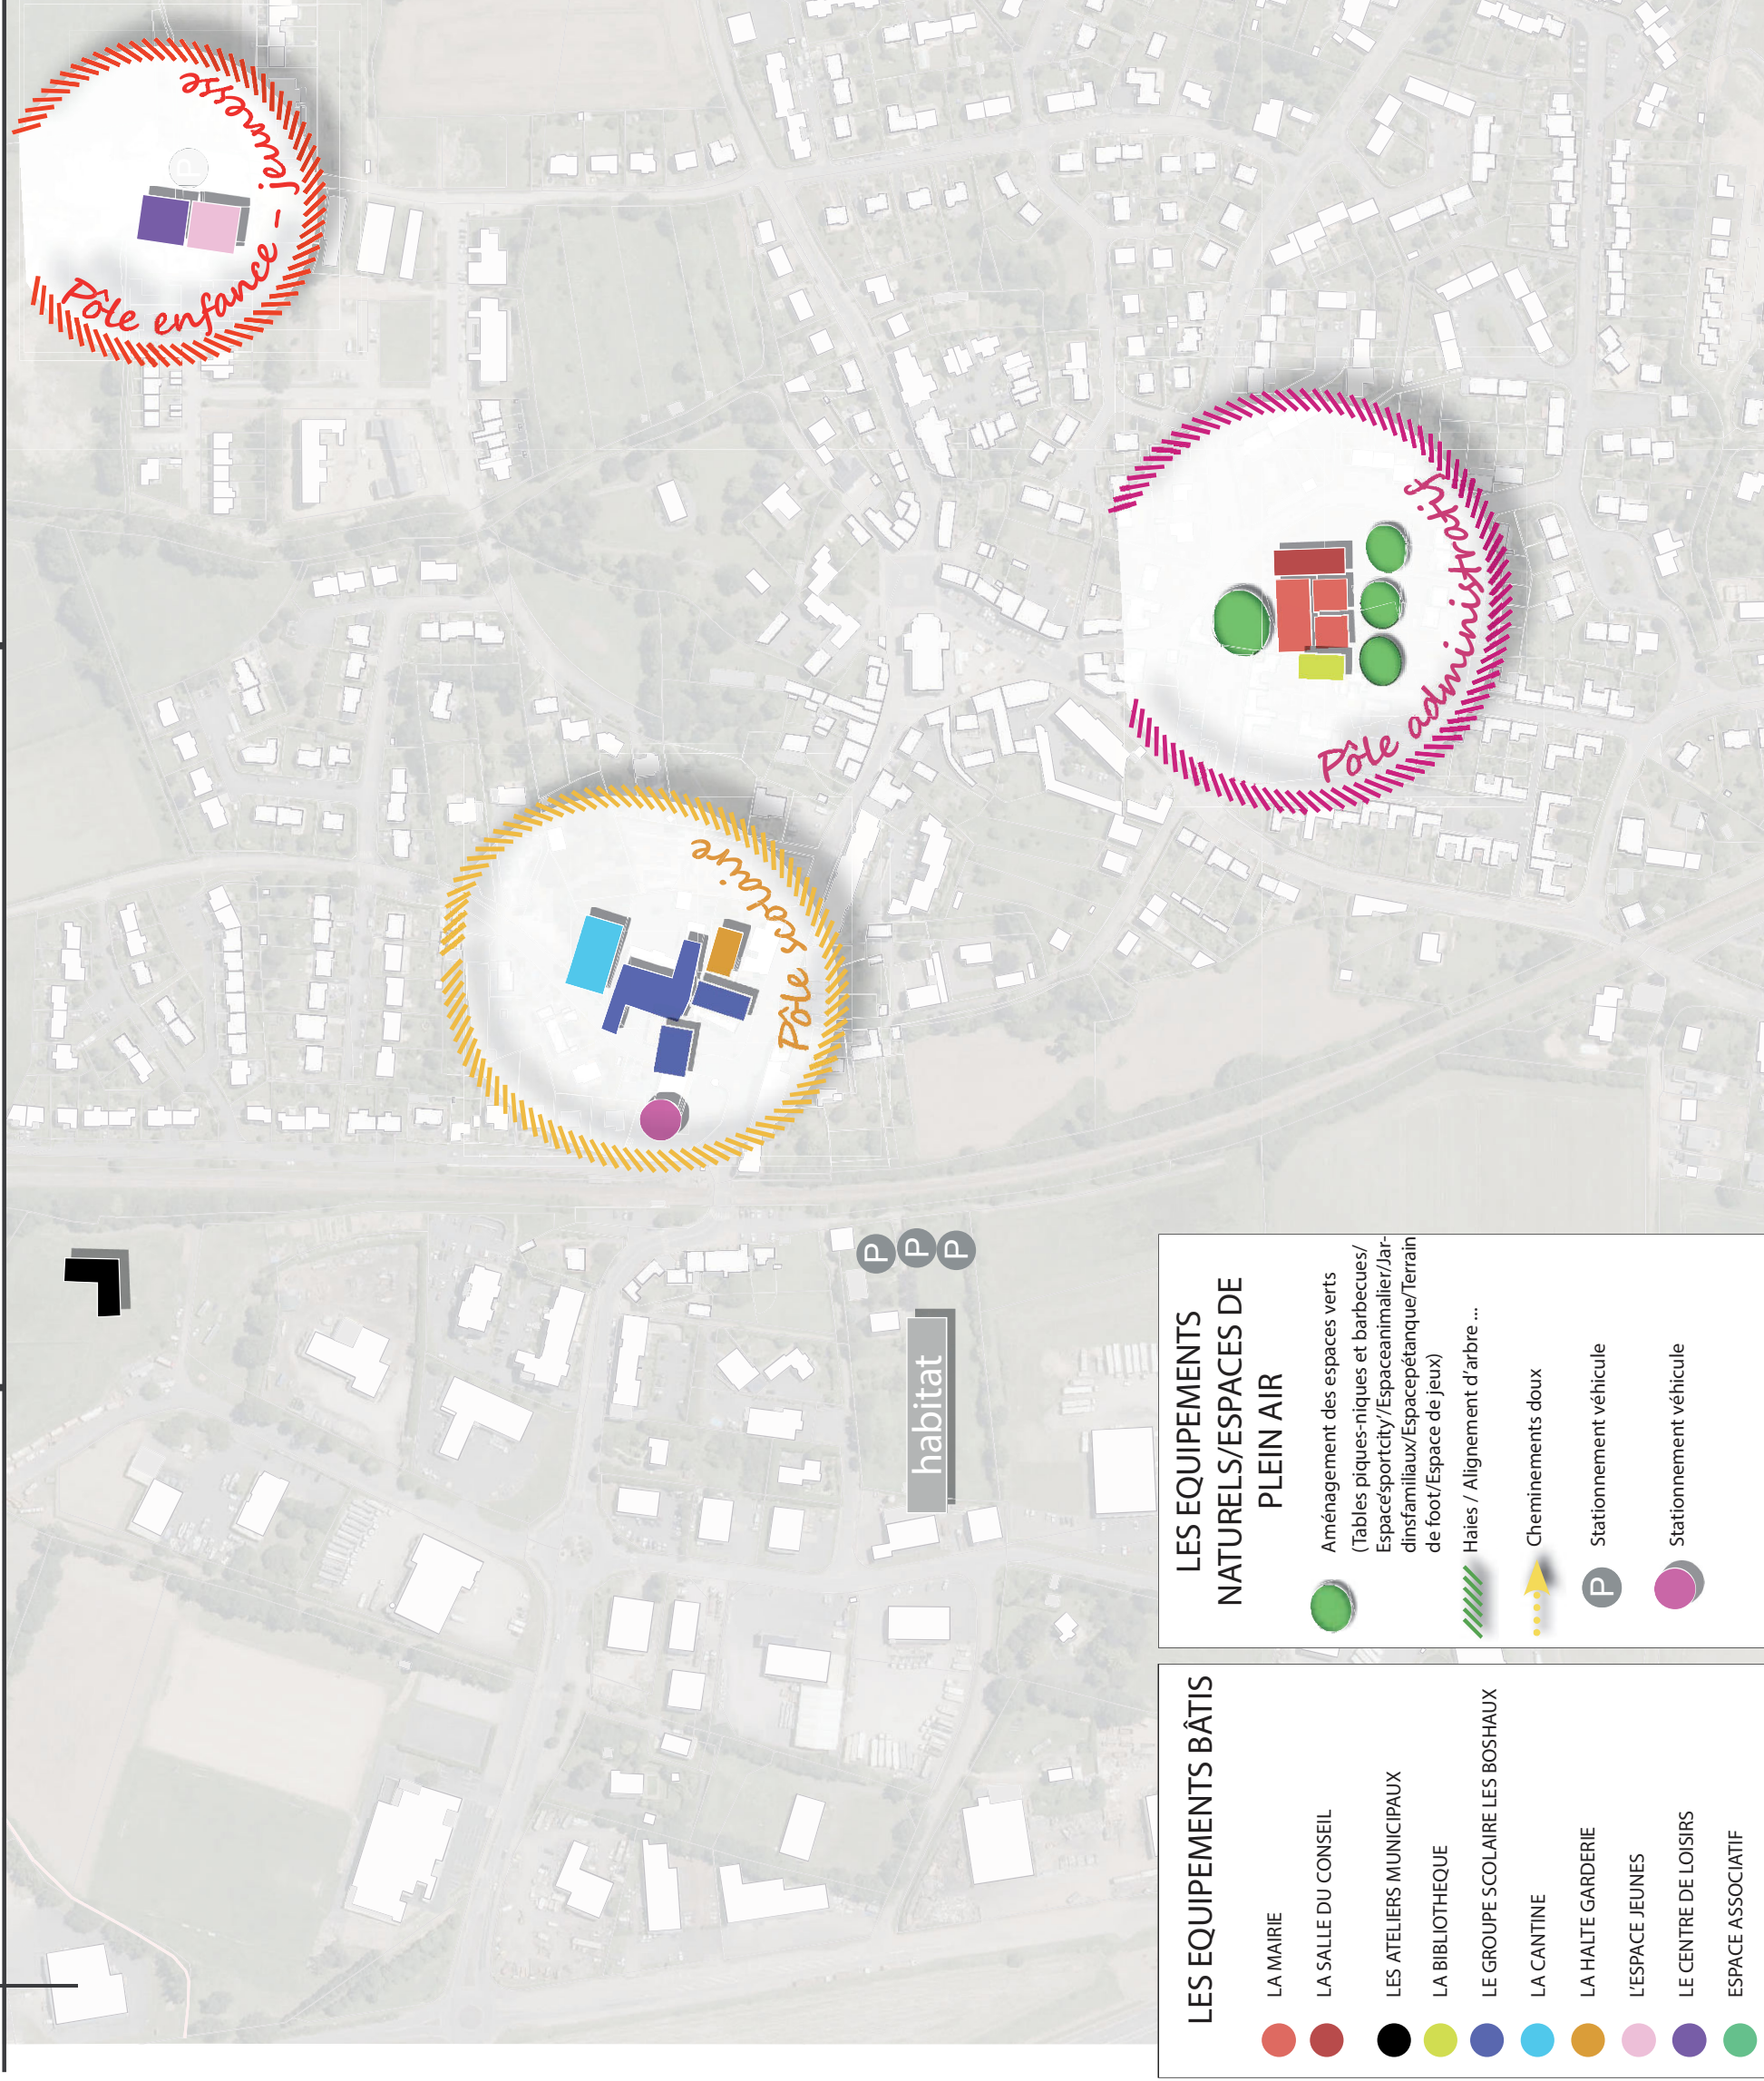 Pôle enfance - jeunesse
P
Pôle scolaire
Pôle administratif
P
P
P
habitat
LES EQUIPEMENTS BÂTIS
LA MAIRIE
LA SALLE DU CONSEIL
LES ATELIERS MUNICIPAUX
LA BIBLIOTHEQUE
LE GROUPE SCOLAIRE LES BOSHAUX
LA CANTINE
LA HALTE GARDERIE
L'ESPACE JEUNES
LE CENTRE DE LOISIRS
ESPACE ASSOCIATIF
LES EQUIPEMENTS
NATURELS/ESPACES DE
PLEIN AIR
Aménagement des espaces verts
(Tables piques-niques et barbecues/
Espace'sportcity'/Espaceanimalier/Jar-
dinsfamiliaux/Espacepétanque/Terrain
de foot/Espace de jeux)
Haies / Alignement d'arbre ...
Cheminements doux
P Stationnement véhicule
Stationnement véhicule